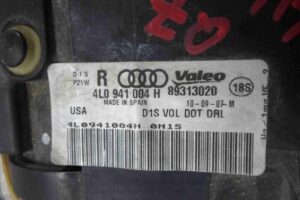 D1S
P21W
R
Valeo
4L0 941 004 H 89313020
18S
MADE IN SPAIN
10-09-07-M
USA
D1S VOL DOT DRL
4L0941004H 0N1S